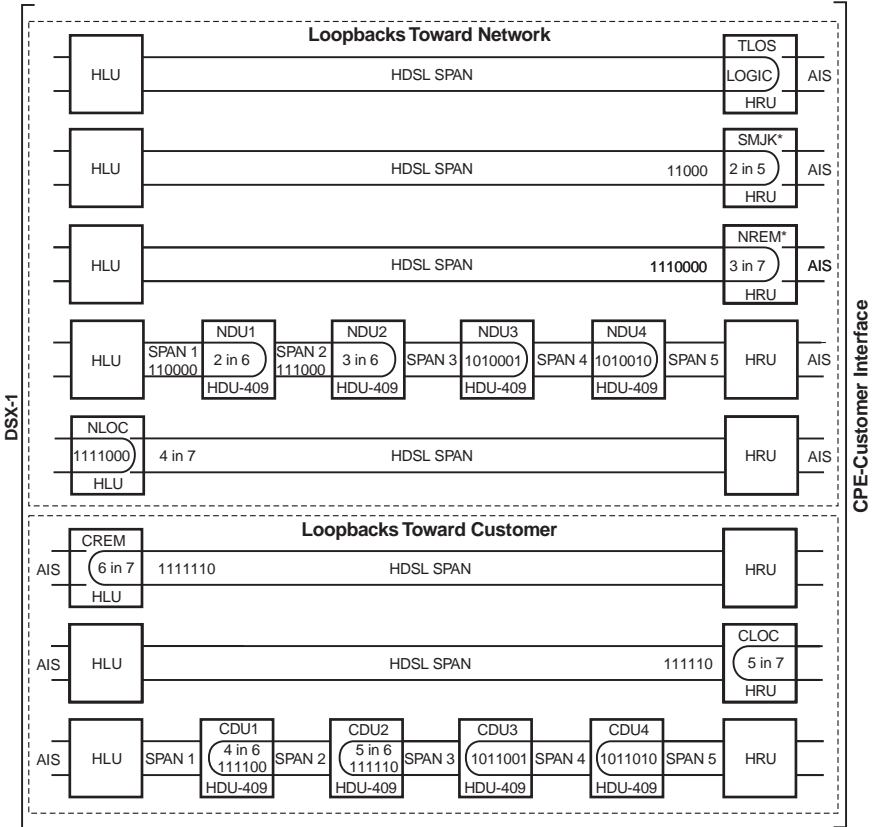 Loopbacks Toward Network
TLOS
HLU
HDSL SPAN
LOGIC
AIS
HRU
SMJK*
HLU
HDSL SPAN
11000
2 in 5
AIS
HRU
NREM*
HLU
HDSL SPAN
1110000
3 in 7
AIS
HRU
NDU1
NDU2
NDU3
NDU4
HLU
SPAN 1
110000
2 in 6
SPAN 2
111000
3 in 6
SPAN 3
1010001
SPAN 4
1010010
SPAN 5
HRU
AIS
HDU-409
HDU-409
HDU-409
HDU-409
NLOC
1111000
4 in 7
HDSL SPAN
HRU
AIS
HLU
DSX-1
CPE-Customer Interface
Loopbacks Toward Customer
CREM
AIS
6 in 7
1111110
HDSL SPAN
HRU
HLU
CLOC
AIS
HLU
HDSL SPAN
111110
5 in 7
HRU
CDU1
CDU2
CDU3
CDU4
AIS
HLU
SPAN 1
4 in 6
111100
SPAN 2
5 in 6
111110
SPAN 3
1011001
SPAN 4
1011010
SPAN 5
HRU
HDU-409
HDU-409
HDU-409
HDU-409